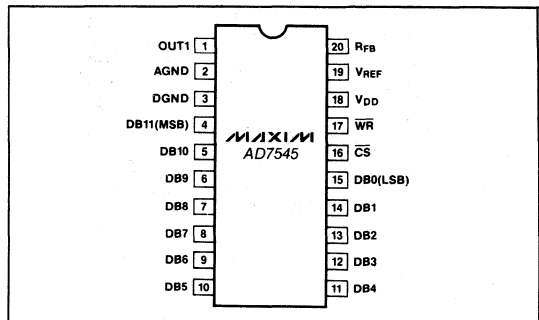 OUT1 1
AGND 2
DGND 3
DB11(MSB) 4
DB10 5
DB9 6
DB8 7
DB7 8
DB6 9
DB5 10
MAXIM
AD7545
20 RFB
19 VREF
18 VDD
17 WR
16 CS
15 DB0(LSB)
14 DB1
13 DB2
12 DB3
11 DB4